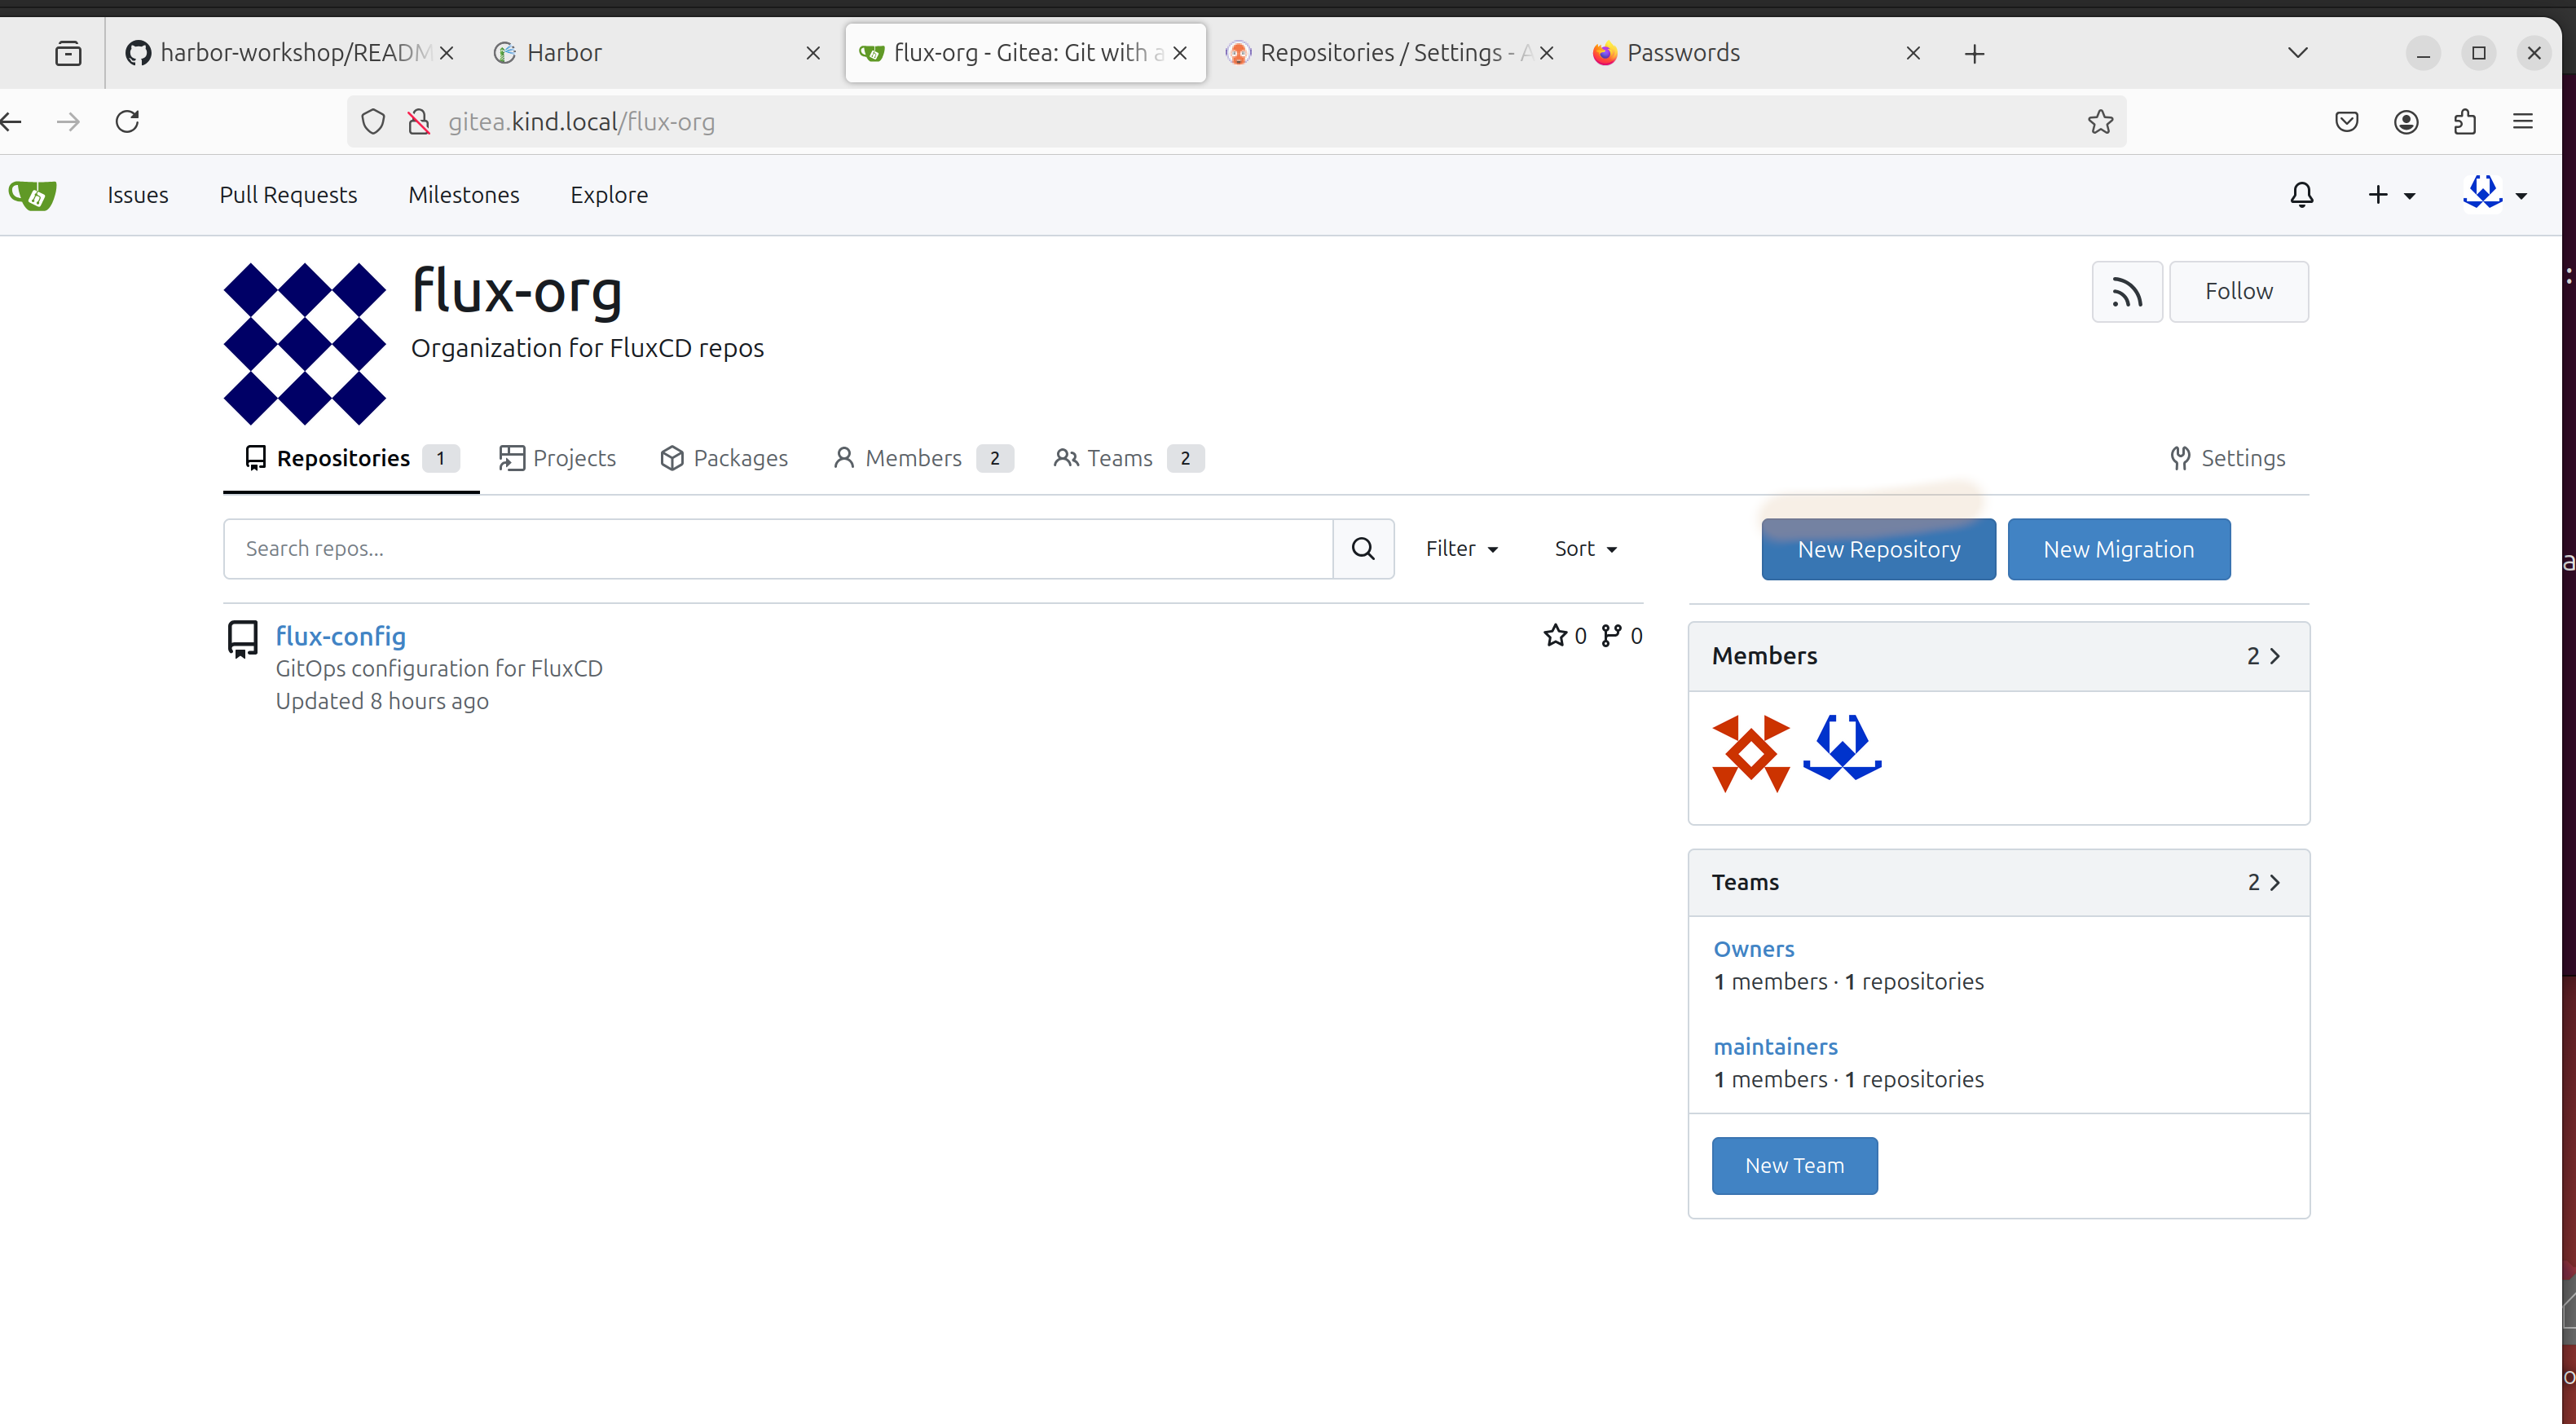 harbor-workshop/READM
Harbor
flux-org - Gitea: Git with a
Repositories / Settings - A
Passwords
gitea.kind.local/flux-org
Issues
Pull Requests
Milestones
Explore
flux-org
Organization for FluxCD repos
Follow
Repositories 1
Projects
Packages
Members 2
Teams 2
Settings
Search repos...
Filter
Sort
New Repository
New Migration
flux-config
0 0
GitOps configuration for FluxCD
Updated 8 hours ago
Members 2
Teams 2
Owners
1 members · 1 repositories
maintainers
1 members · 1 repositories
New Team